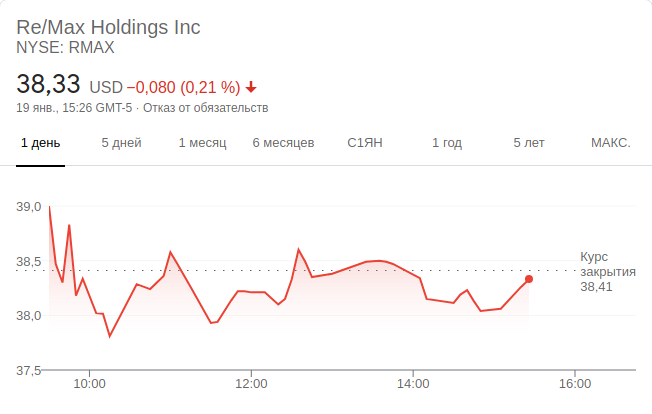 Re/Max Holdings Inc
NYSE: RMAX
38,33 USD −0,080 (0,21 %)
19 янв., 15:26 GMT-5 · Отказ от обязательств
1 день 5 дней 1 месяц 6 месяцев С1ЯН 1 год 5 лет МАКС.
39,0
38,5
38,0
37,5
Курс
закрытия
38,41
10:00 12:00 14:00 16:00